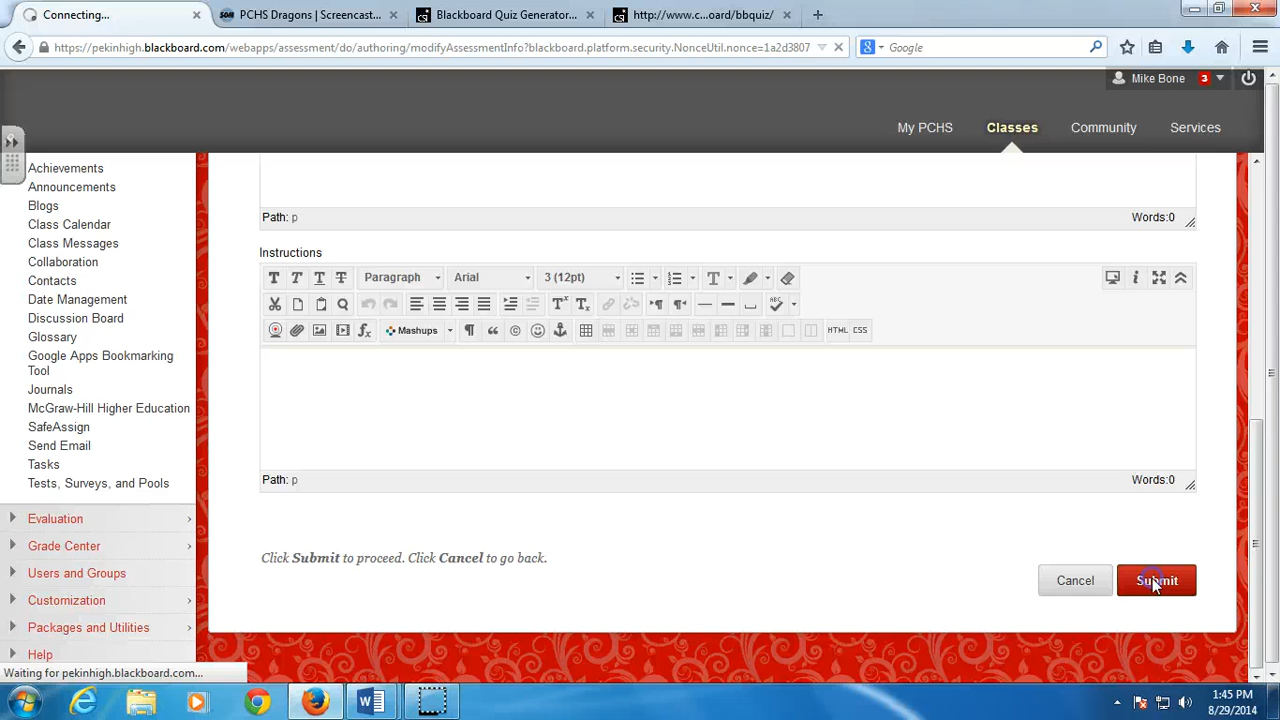 Connecting...
PCHS Dragons | Screencast...
Blackboard Quiz Generator...
http://www.c...oard/bbquiz/
https://pekinhigh.blackboard.com/webapps/assessment/do/authoring/modifyAssessmentInfo?blackboard.platform.security.NonceUtil.nonce=1a2d3807
Google
Mike Bone 3
My PCHS Classes Community Services
Achievements
Announcements
Blogs
Class Calendar
Class Messages
Collaboration
Contacts
Date Management
Discussion Board
Glossary
Google Apps Bookmarking
Tool
Journals
McGraw-Hill Higher Education
SafeAssign
Send Email
Tasks
Tests, Surveys, and Pools
Evaluation
Grade Center
Users and Groups
Customization
Packages and Utilities
Help
Path: p Words:0
Instructions
T T T T Paragraph Arial 3 (12pt) T
Mashups HTML CSS
Path: p Words:0
Click Submit to proceed. Click Cancel to go back.
Cancel Submit
Waiting for pekinhigh.blackboard.com...
1:45 PM
8/29/2014